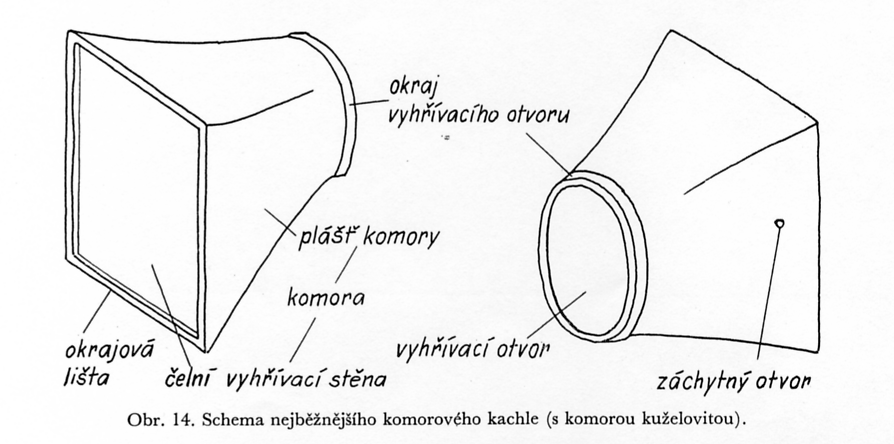 okraj
vyhřívacího otvoru
plášť komory
komora
okrajová
lišta
čelní vyhřívací stěna
vyhřívací otvor
záchytný otvor
Obr. 14. Schema nejběžnějšího komorového kachle (s komorou kuželovitou).